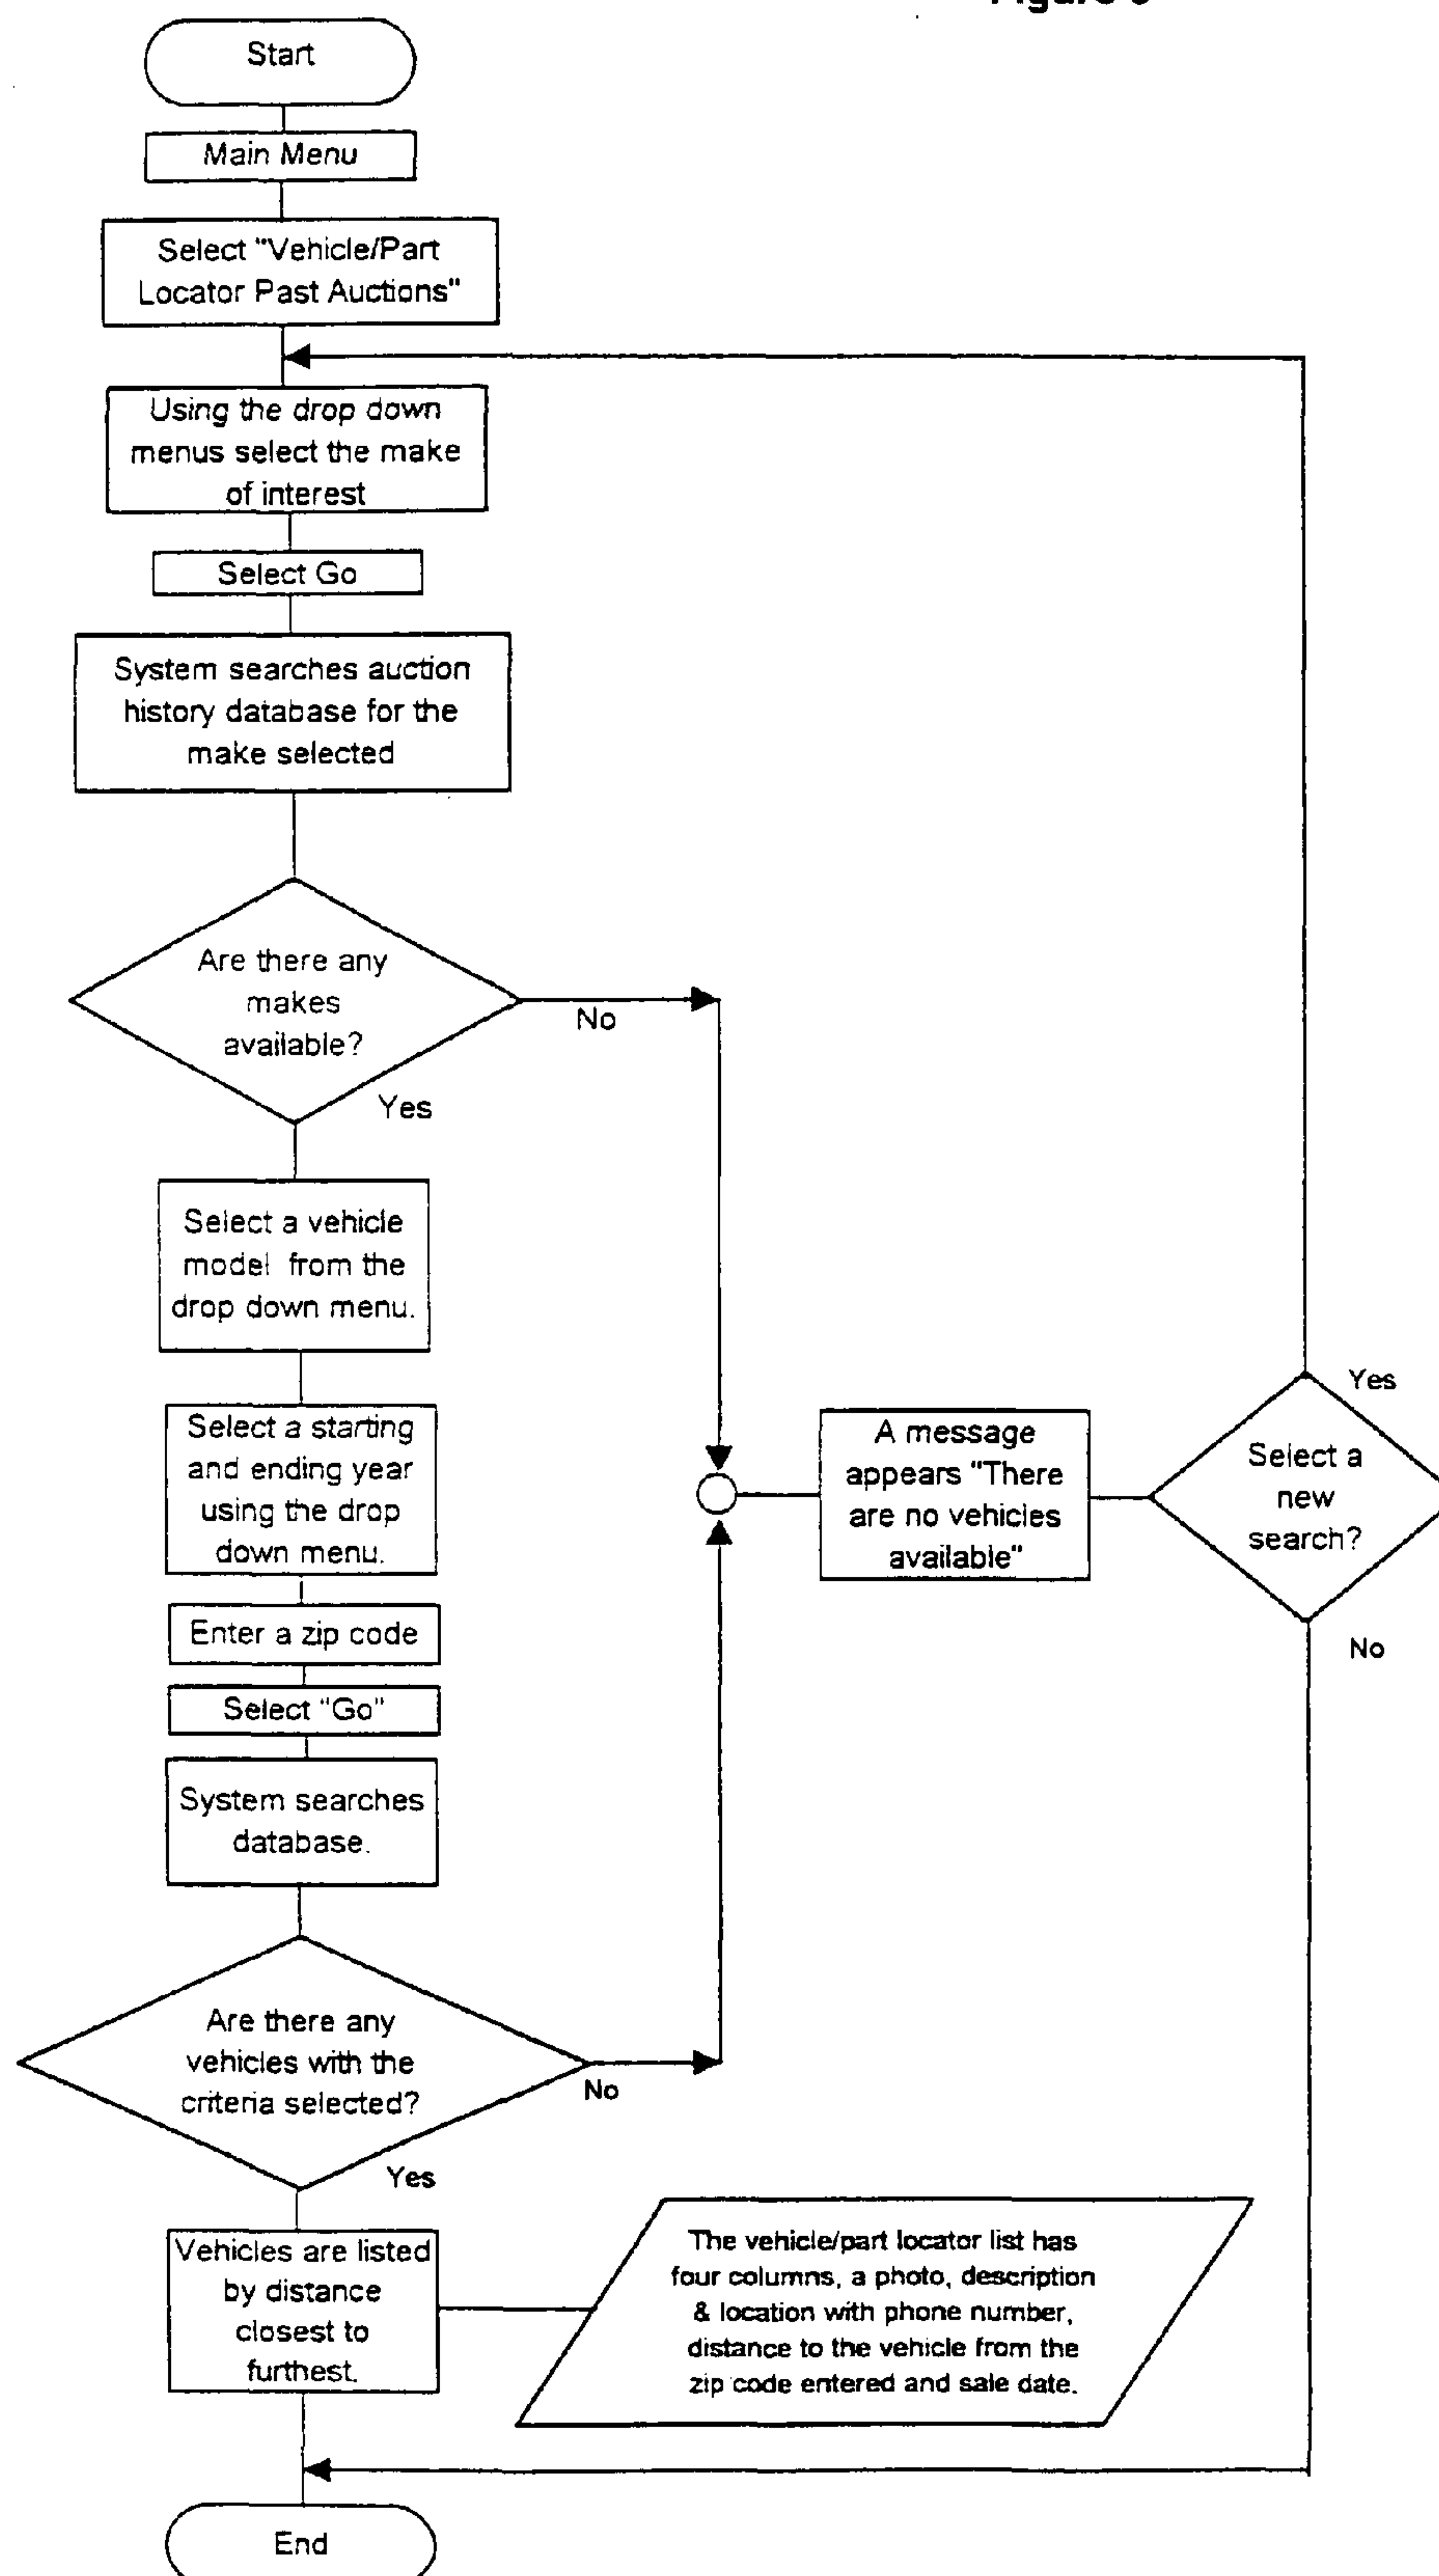 Start
Main Menu
Select "Vehicle/Part
Locator Past Auctions"
Using the drop down
menus select the make
of interest
Select Go
System searches auction
history database for the
make selected
Are there any
makes
available?
No
Yes
Select a vehicle
model from the
drop down menu.
Select a starting
and ending year
using the drop
down menu.
Enter a zip code
Select "Go"
System searches
database.
Are there any
vehicles with the
criteria selected?
No
Yes
A message
appears "There
are no vehicles
available"
Select a
new
search?
Yes
No
Vehicles are listed
by distance
closest to
furthest.
The vehicle/part locator list has
four columns, a photo, description
& location with phone number,
distance to the vehicle from the
zip code entered and sale date.
End